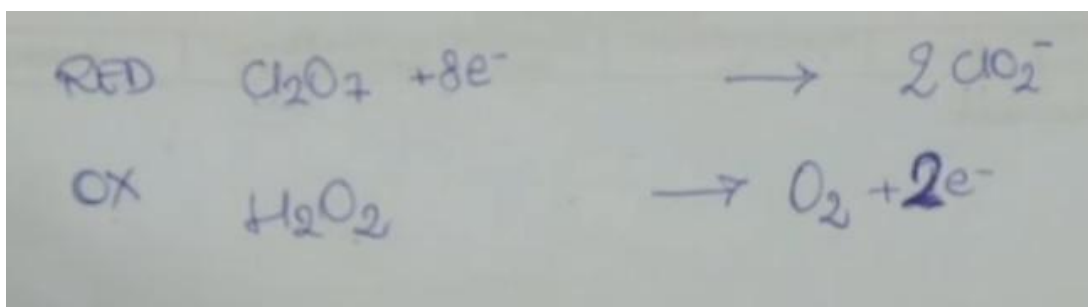 RED Cl₂O₇ +8e⁻ → 2 ClO₂⁻
OX H₂O₂ → O₂ +2e⁻